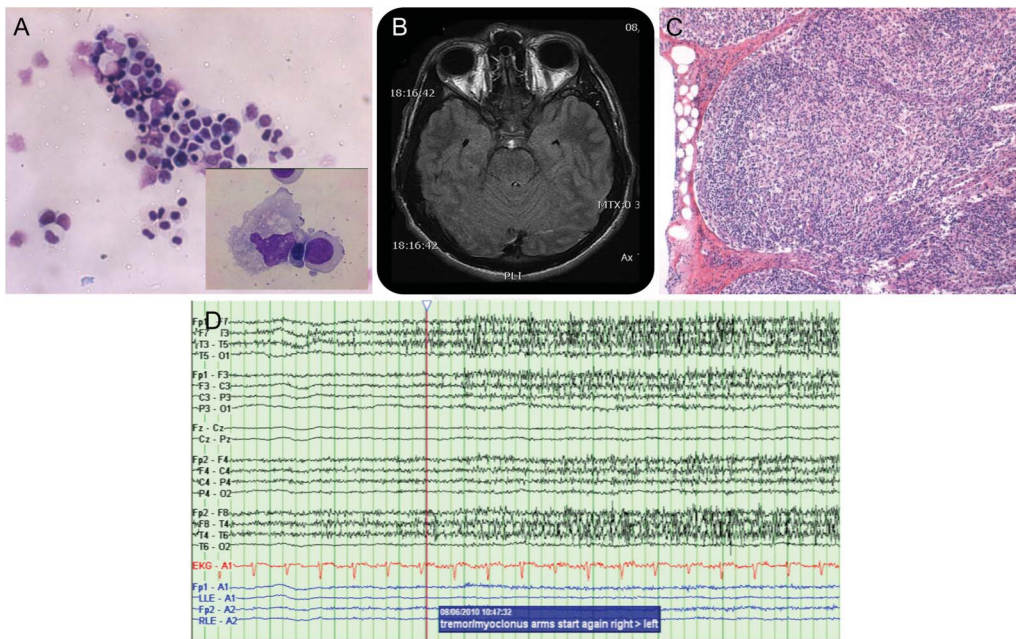 A
B
08,
18:16:42
MTX:0 3
18:16:42
Ax
PLI
C
D
Fp1 - F7
F7 - T3
T3 - T5
T5 - O1
Fp1 - F3
F3 - C3
C3 - P3
P3 - O1
Fz - Cz
Cz - Pz
Fp2 - F4
F4 - C4
C4 - P4
P4 - O2
Fp2 - F8
F8 - T4
T4 - T6
T6 - O2
EKG - A1
Fp1 - A1
LLE - A1
Fp2 - A2
RLE - A2
08/06/2010 10:47:32
tremor/myoclonus arms start again right > left